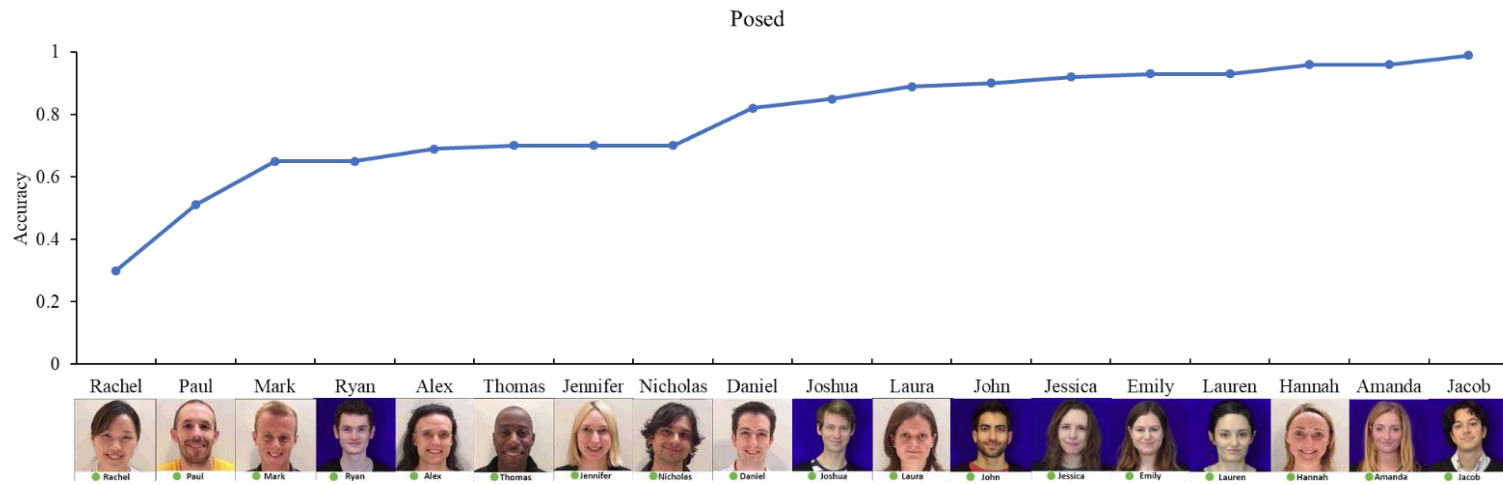 Posed
1
0.8
0.6
0.4
0.2
0
Accuracy
Rachel Paul Mark Ryan Alex Thomas Jennifer Nicholas Daniel Joshua Laura John Jessica Emily Lauren Hannah Amanda Jacob
Rachel Paul Mark Ryan Alex Thomas Jennifer Nicholas Daniel Joshua Laura John Jessica Emily Lauren Hannah Amanda Jacob